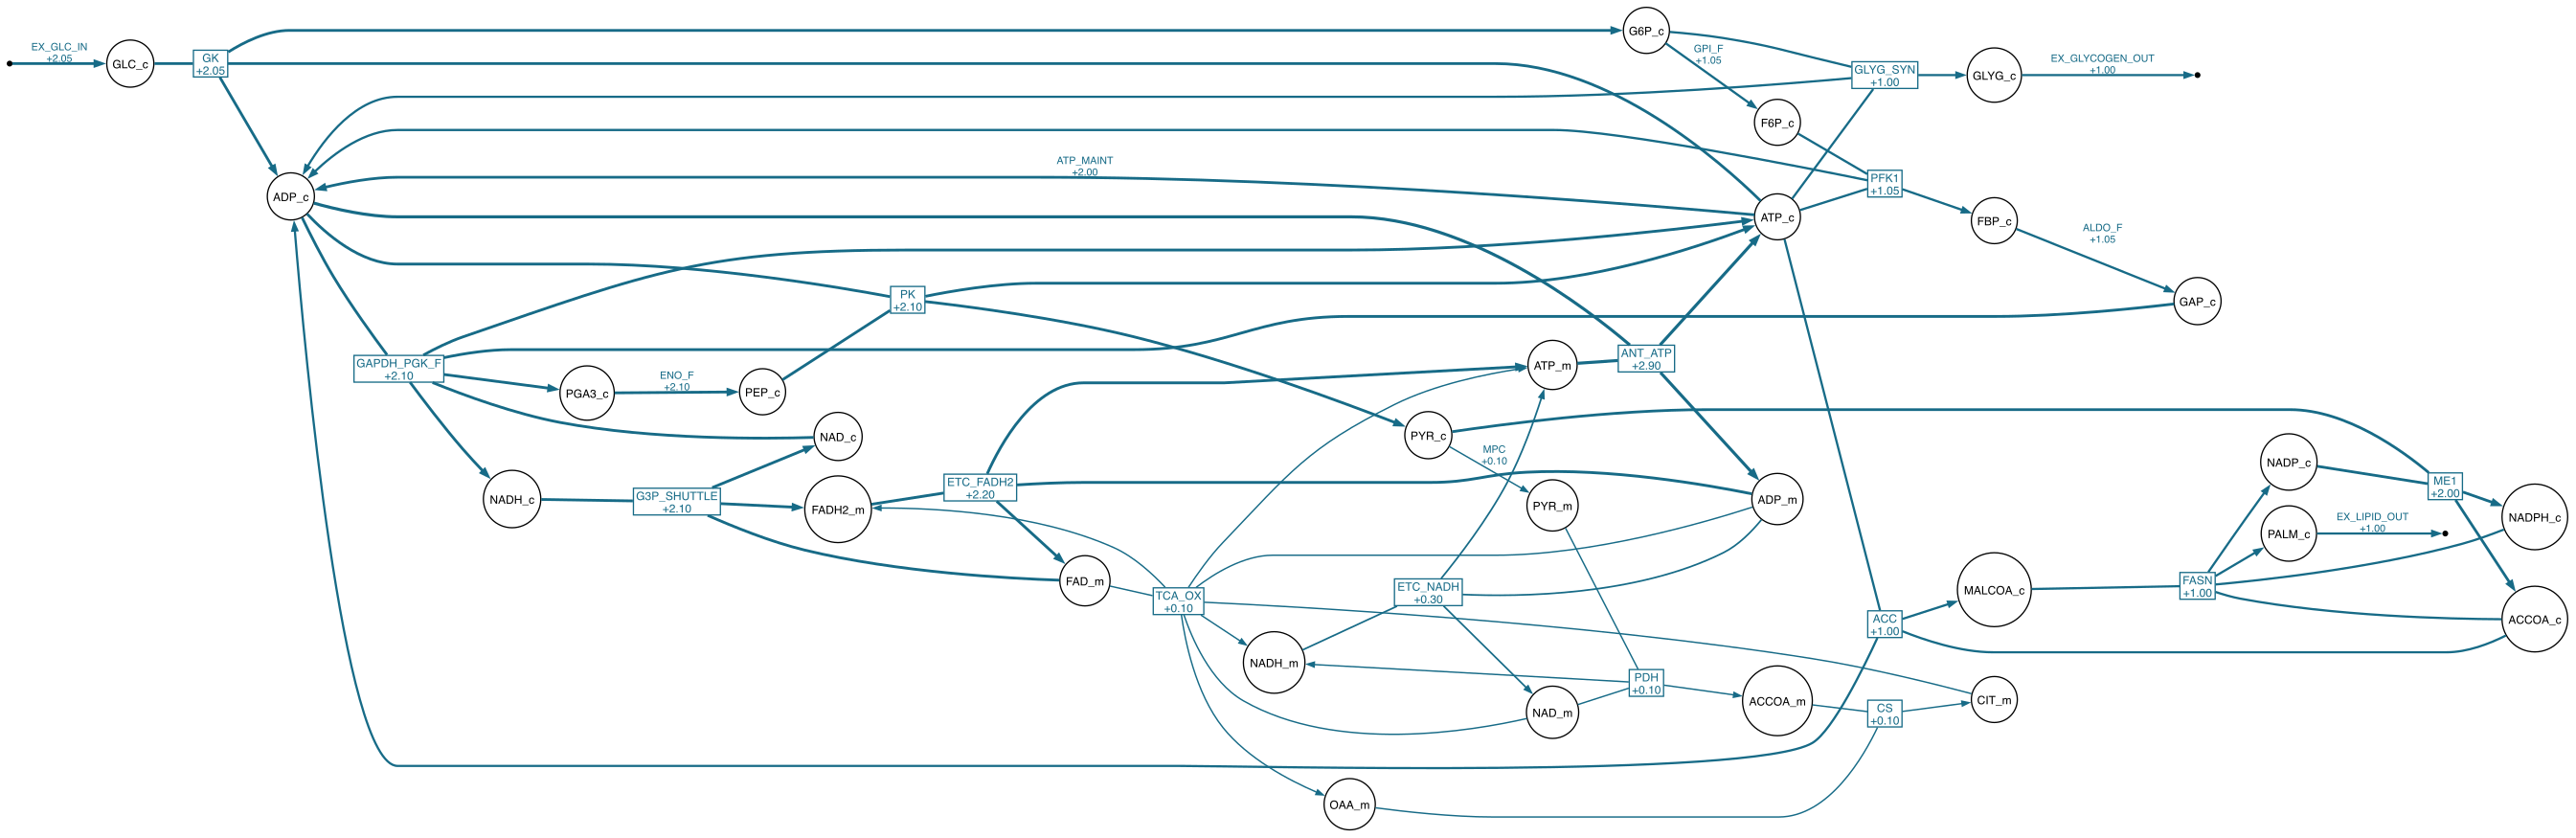 EX_GLC_IN
+2.05
GLC_c
GK
+2.05
G6P_c
GPI_F
+1.05
GLYG_SYN
+1.00
GLYG_c
EX_GLYCOGEN_OUT
+1.00
F6P_c
ATP_MAINT
+2.00
ADP_c
PFK1
+1.05
ATP_c
FBP_c
ALDO_F
+1.05
GAP_c
PK
+2.10
GAPDH_PGK_F
+2.10
PGA3_c
ENO_F
+2.10
PEP_c
ATP_m
ANT_ATP
+2.90
NAD_c
PYR_c
MPC
+0.10
NADH_c
G3P_SHUTTLE
+2.10
FADH2_m
ETC_FADH2
+2.20
PYR_m
ADP_m
NADP_c
ME1
+2.00
NADPH_c
PALM_c
EX_LIPID_OUT
+1.00
FAD_m
TCA_OX
+0.10
ETC_NADH
+0.30
MALCOA_c
FASN
+1.00
ACC
+1.00
ACCOA_c
NADH_m
PDH
+0.10
NAD_m
ACCOA_m
CS
+0.10
CIT_m
OAA_m